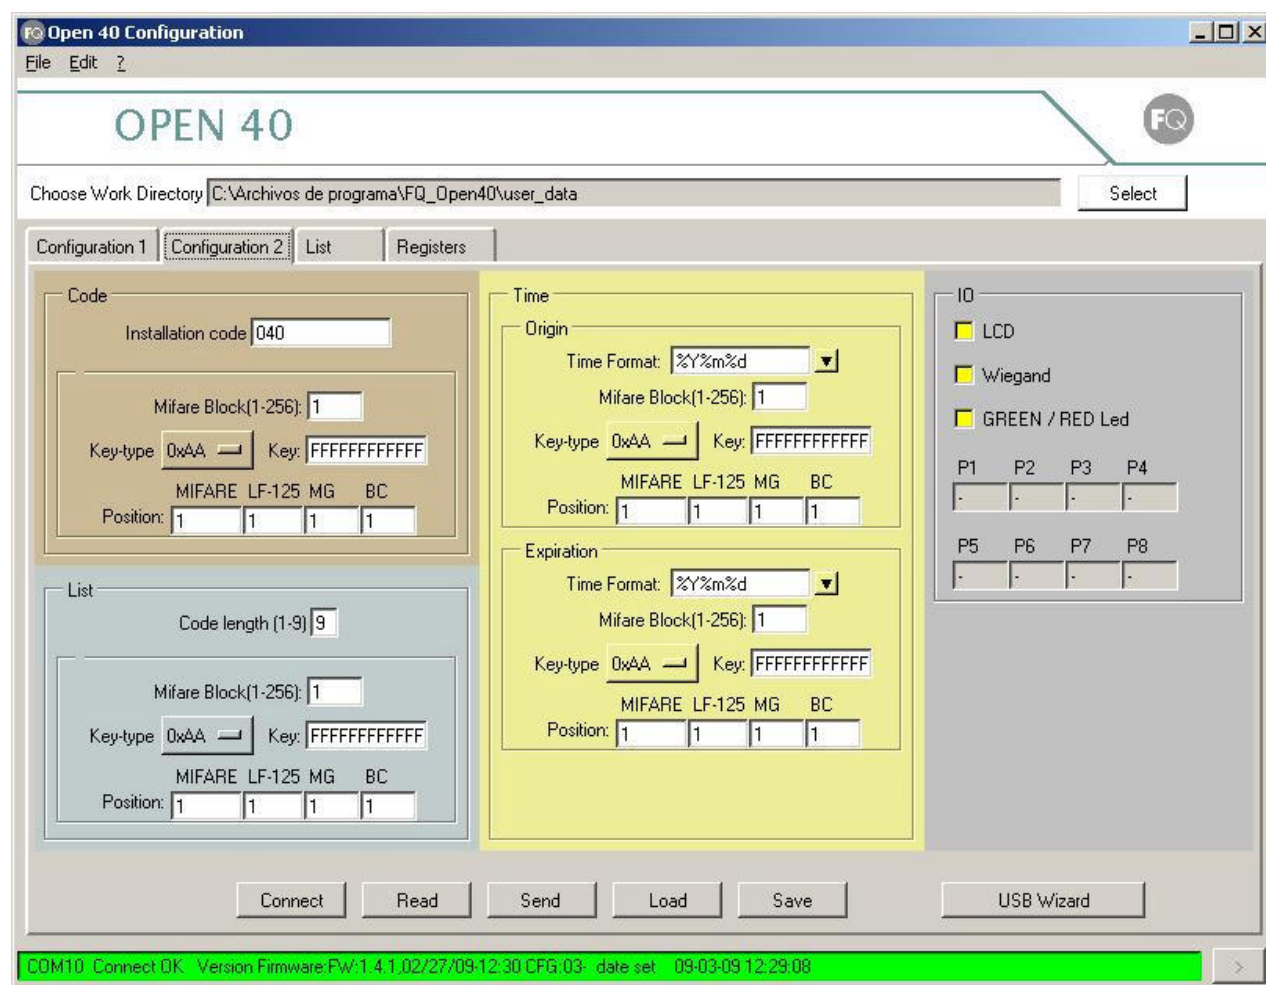 FQ Open 40 Configuration
File Edit ?
OPEN 40
FQ
Choose Work Directory C:\Archivos de programa\FQ_Open40\user_data Select
Configuration 1 Configuration 2 List Registers
Code
Installation code 040
Mifare Block(1-256): 1
Key-type 0xAA Key: FFFFFFFFFFFF
MIFARE LF-125 MG BC
Position: 1 1 1 1
List
Code length (1-9) 9
Mifare Block(1-256): 1
Key-type 0xAA Key: FFFFFFFFFFFF
MIFARE LF-125 MG BC
Position: 1 1 1 1
Time
Origin
Time Format: %Y%m%d
Mifare Block(1-256): 1
Key-type 0xAA Key: FFFFFFFFFFFF
MIFARE LF-125 MG BC
Position: 1 1 1 1
Expiration
Time Format: %Y%m%d
Mifare Block(1-256): 1
Key-type 0xAA Key: FFFFFFFFFFFF
MIFARE LF-125 MG BC
Position: 1 1 1 1
IO
LCD
Wiegand
GREEN / RED Led
P1 P2 P3 P4
- - - -
P5 P6 P7 P8
- - - -
Connect Read Send Load Save USB Wizard
COM10 Connect OK Version Firmware:FW:1.4.1,02/27/09-12:30 CFG:03- date set 09-03-09 12:29:08 >